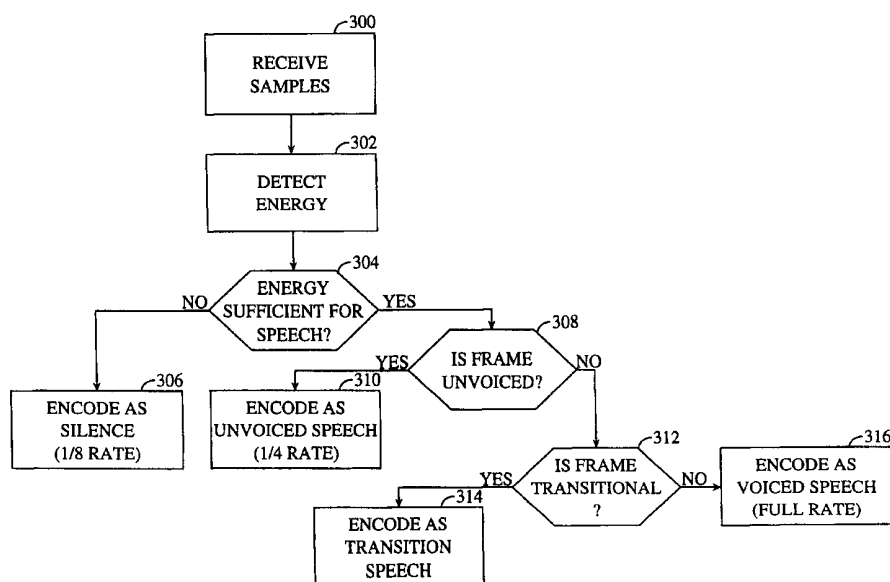 300
RECEIVE
SAMPLES
302
DETECT
ENERGY
304
ENERGY
SUFFICIENT FOR
SPEECH?
NO
YES
308
IS FRAME
UNVOICED?
YES
NO
306
ENCODE AS
SILENCE
(1/8 RATE)
310
ENCODE AS
UNVOICED SPEECH
(1/4 RATE)
312
IS FRAME
TRANSITIONAL
?
YES
NO
316
ENCODE AS
VOICED SPEECH
(FULL RATE)
314
ENCODE AS
TRANSITION
SPEECH